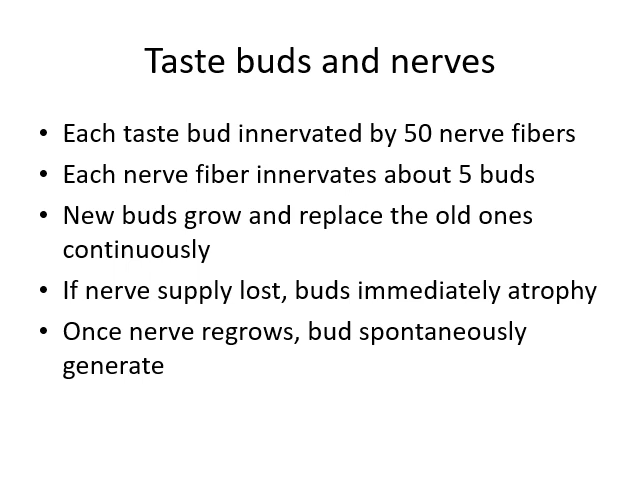 Taste buds and nerves
• Each taste bud innervated by 50 nerve fibers
• Each nerve fiber innervates about 5 buds
• New buds grow and replace the old ones
continuously
• If nerve supply lost, buds immediately atrophy
• Once nerve regrows, bud spontaneously
generate